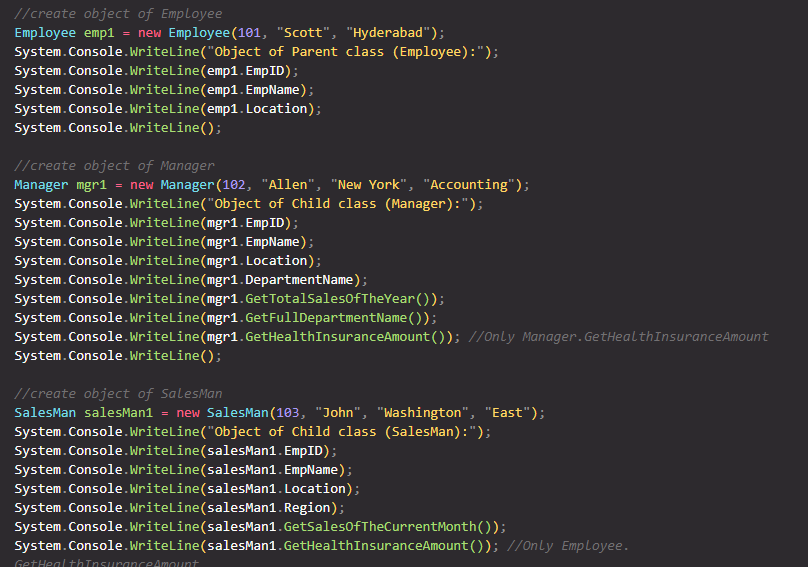 //create object of Employee
Employee emp1 = new Employee(101, "Scott", "Hyderabad");
System.Console.WriteLine("Object of Parent class (Employee):");
System.Console.WriteLine(emp1.EmpID);
System.Console.WriteLine(emp1.EmpName);
System.Console.WriteLine(emp1.Location);
System.Console.WriteLine();
//create object of Manager
Manager mgr1 = new Manager(102, "Allen", "New York", "Accounting");
System.Console.WriteLine("Object of Child class (Manager):");
System.Console.WriteLine(mgr1.EmpID);
System.Console.WriteLine(mgr1.EmpName);
System.Console.WriteLine(mgr1.Location);
System.Console.WriteLine(mgr1.DepartmentName);
System.Console.WriteLine(mgr1.GetTotalSalesOfTheYear());
System.Console.WriteLine(mgr1.GetFullDepartmentName());
System.Console.WriteLine(mgr1.GetHealthInsuranceAmount()); //Only Manager.GetHealthInsuranceAmount
System.Console.WriteLine();
//create object of SalesMan
SalesMan salesMan1 = new SalesMan(103, "John", "Washington", "East");
System.Console.WriteLine("Object of Child class (SalesMan):");
System.Console.WriteLine(salesMan1.EmpID);
System.Console.WriteLine(salesMan1.EmpName);
System.Console.WriteLine(salesMan1.Location);
System.Console.WriteLine(salesMan1.Region);
System.Console.WriteLine(salesMan1.GetSalesOfTheCurrentMonth());
System.Console.WriteLine(salesMan1.GetHealthInsuranceAmount()); //Only Employee.
GetHealthInsuranceAmount